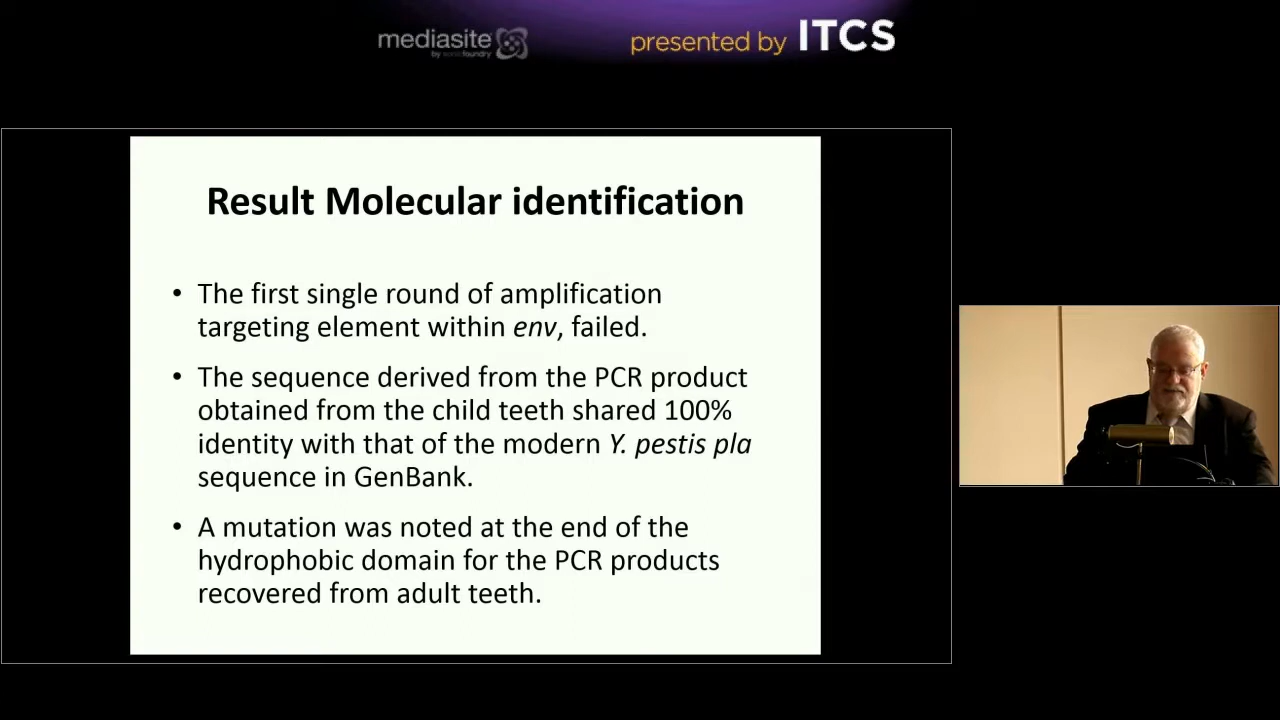 mediasite
by sonicfoundry
presented by ITCS
Result Molecular identification
• The first single round of amplification
targeting element within env, failed.
• The sequence derived from the PCR product
obtained from the child teeth shared 100%
identity with that of the modern Y. pestis pla
sequence in GenBank.
• A mutation was noted at the end of the
hydrophobic domain for the PCR products
recovered from adult teeth.